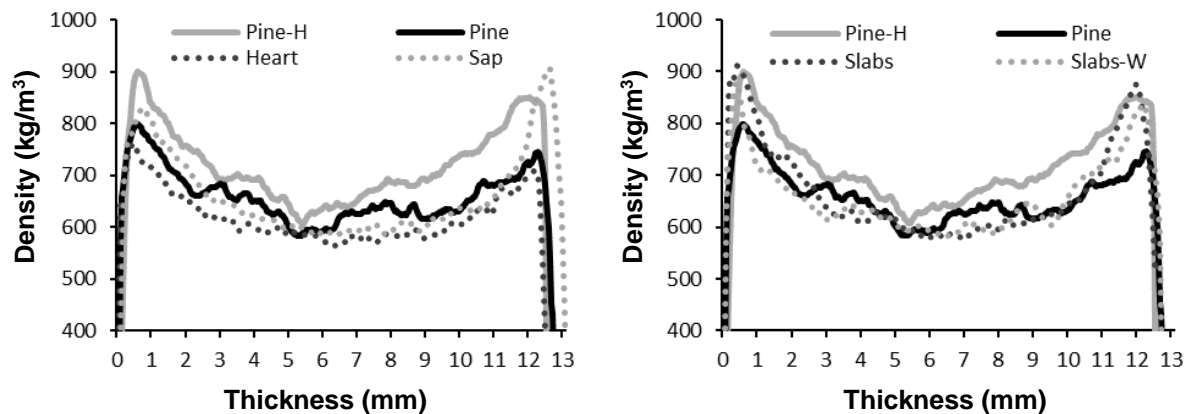 1000
900
800
700
600
500
400
Density (kg/m³)
Pine-H
Pine
Heart
Sap
0 1 2 3 4 5 6 7 8 9 10 11 12 13
Thickness (mm)
1000
900
800
700
600
500
400
Density (kg/m³)
Pine-H
Pine
Slabs
Slabs-W
0 1 2 3 4 5 6 7 8 9 10 11 12 13
Thickness (mm)